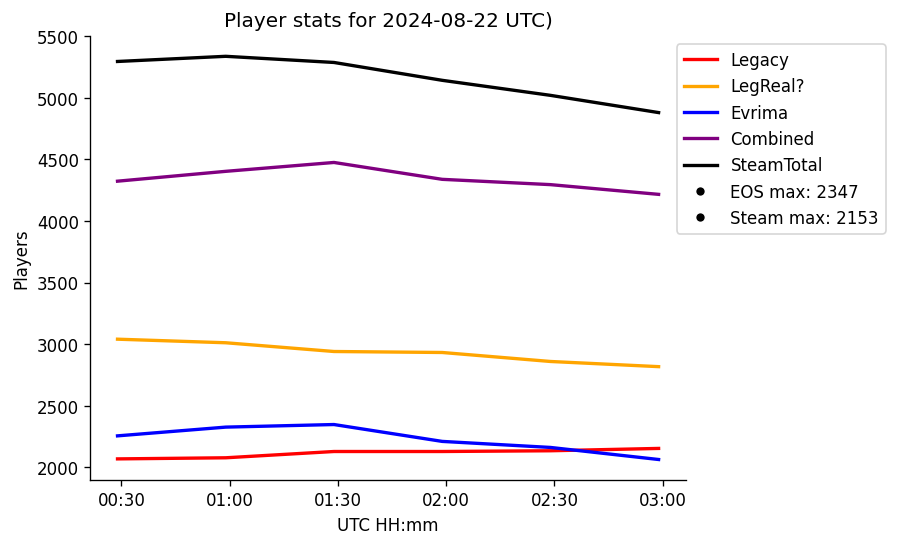 Player stats for 2024-08-22 UTC)
5500
5000
4500
4000
3500
3000
2500
2000
Players
00:30 01:00 01:30 02:00 02:30 03:00
UTC HH:mm
Legacy
LegReal?
Evrima
Combined
SteamTotal
EOS max: 2347
Steam max: 2153